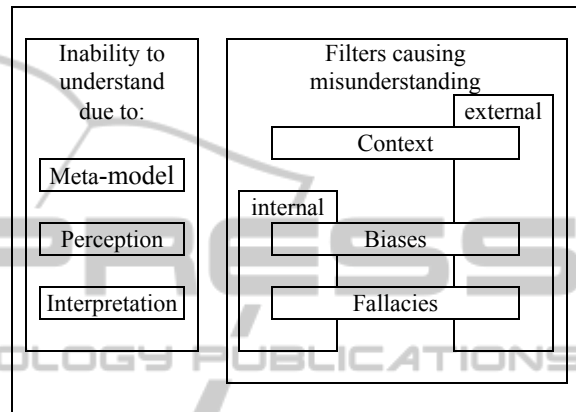 Inability to
understand
due to:
Meta-model
Perception
Interpretation
Filters causing
misunderstanding
external
Context
internal
Biases
Fallacies
PRESS
OLOGY PUBLICATIONS